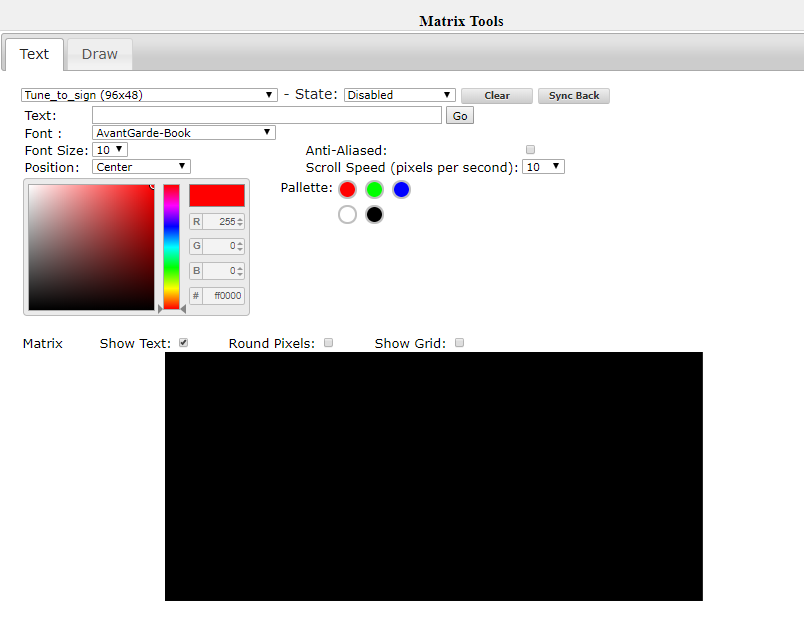 Matrix Tools
Text Draw
Tune_to_sign (96x48) - State: Disabled Clear Sync Back
Text: Go
Font : AvantGarde-Book
Font Size: 10 Anti-Aliased:
Position: Center Scroll Speed (pixels per second): 10
Pallette:
R 255
G 0
B 0
# ff0000
Matrix Show Text: Round Pixels: Show Grid: